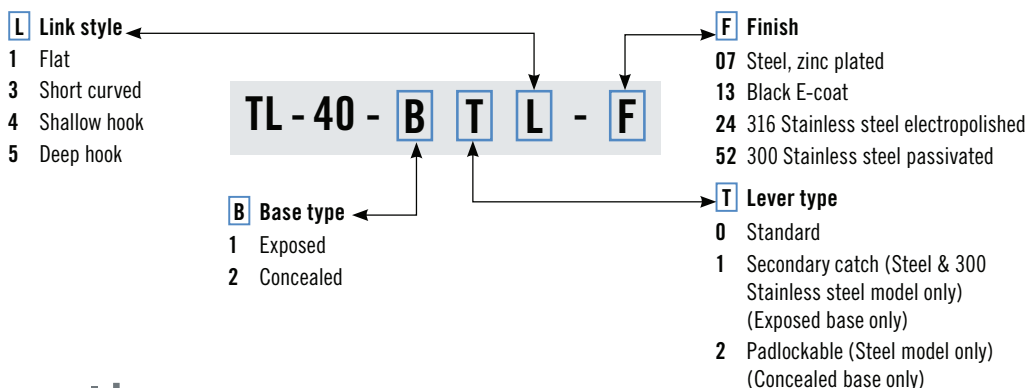 L Link style
1 Flat
3 Short curved
4 Shallow hook
5 Deep hook
TL - 40 - B T L - F
B Base type
1 Exposed
2 Concealed
F Finish
07 Steel, zinc plated
13 Black E-coat
24 316 Stainless steel electropolished
52 300 Stainless steel passivated
T Lever type
0 Standard
1 Secondary catch (Steel & 300
Stainless steel model only)
(Exposed base only)
2 Padlockable (Steel model only)
(Concealed base only)